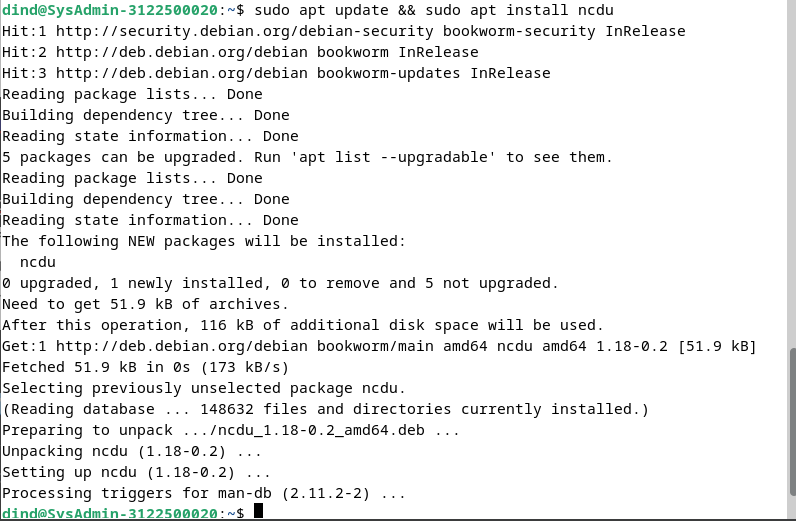 dind@SysAdmin-3122500020:~$ sudo apt update && sudo apt install ncdu
Hit:1 http://security.debian.org/debian-security bookworm-security InRelease
Hit:2 http://deb.debian.org/debian bookworm InRelease
Hit:3 http://deb.debian.org/debian bookworm-updates InRelease
Reading package lists... Done
Building dependency tree... Done
Reading state information... Done
5 packages can be upgraded. Run 'apt list --upgradable' to see them.
Reading package lists... Done
Building dependency tree... Done
Reading state information... Done
The following NEW packages will be installed:
  ncdu
0 upgraded, 1 newly installed, 0 to remove and 5 not upgraded.
Need to get 51.9 kB of archives.
After this operation, 116 kB of additional disk space will be used.
Get:1 http://deb.debian.org/debian bookworm/main amd64 ncdu amd64 1.18-0.2 [51.9 kB]
Fetched 51.9 kB in 0s (173 kB/s)
Selecting previously unselected package ncdu.
(Reading database ... 148632 files and directories currently installed.)
Preparing to unpack .../ncdu_1.18-0.2_amd64.deb ...
Unpacking ncdu (1.18-0.2) ...
Setting up ncdu (1.18-0.2) ...
Processing triggers for man-db (2.11.2-2) ...
dind@SysAdmin-3122500020:~$